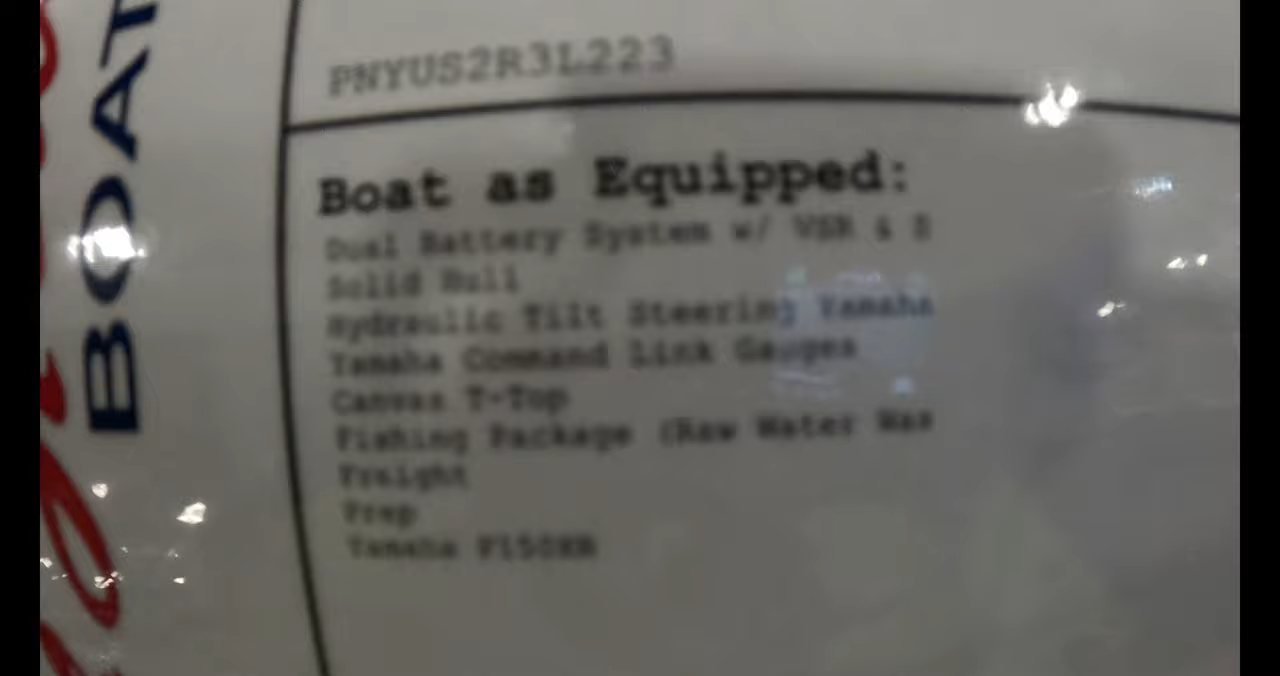 PNYUS2R3L223
Boat as Equipped:
Dual Battery System w/ VSR & S
Solid Hull
Hydraulic Tilt Steering Yamaha
Yamaha Command Link Gauges
Canvas T-Top
Fishing Package (Raw Water Was
Freight
Prep
Yamaha
BOAT